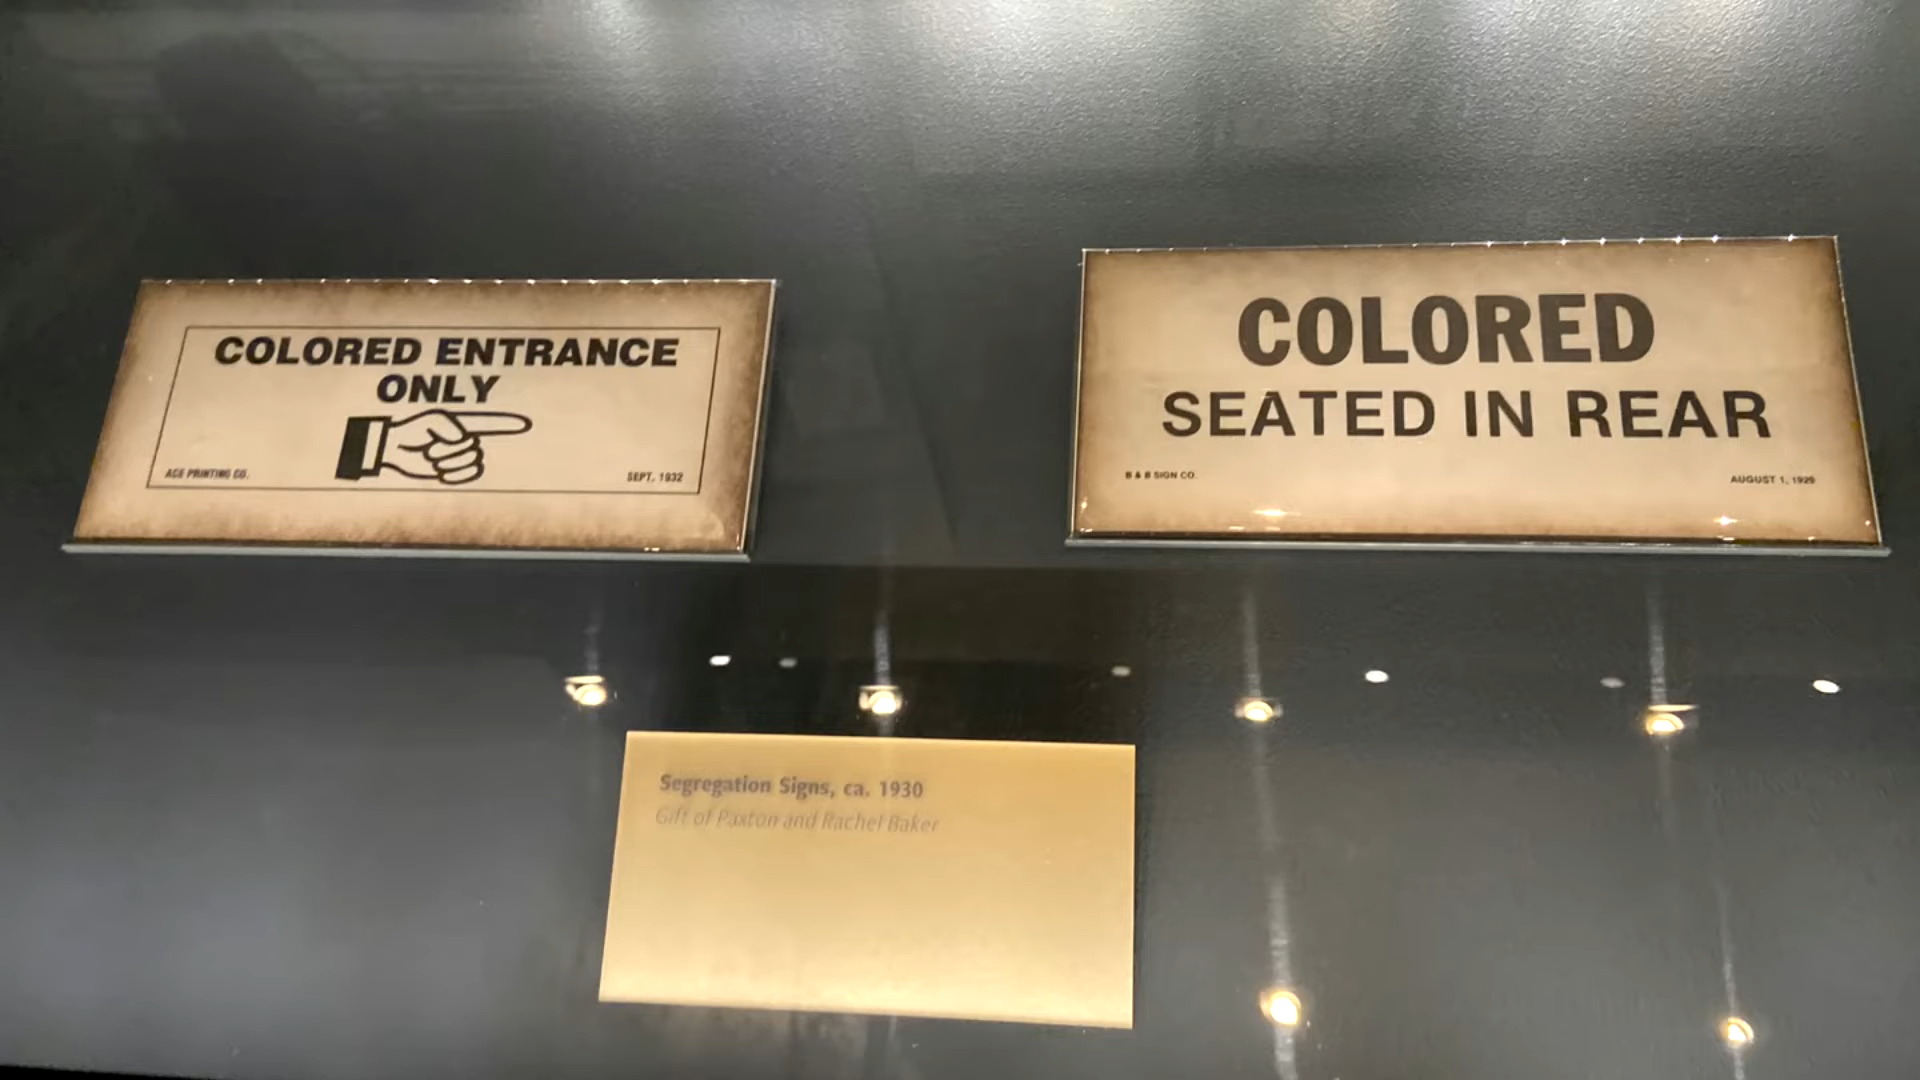 COLORED ENTRANCE
ONLY
ACE PRINTING CO.
SEPT. 1932
COLORED
SEATED IN REAR
B & B SIGN CO.
AUGUST 1, 1929
Segregation Signs, ca. 1930
Gift of Paxton and Rachel Baker